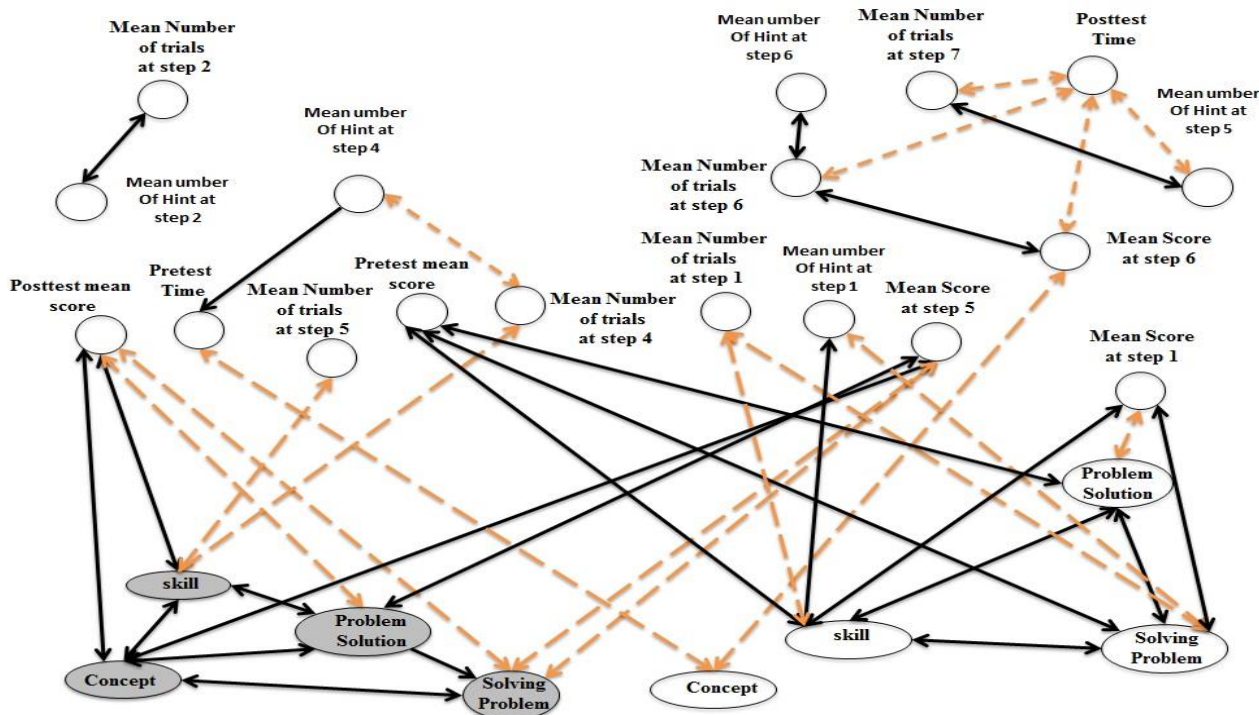 Mean Number
of trials
at step 2
Mean umber
Of Hint at
step 2
Mean umber
Of Hint at
step 4
Mean umber
Of Hint at
step 6
Mean Number
of trials
at step 7
Posttest
Time
Mean umber
Of Hint at
step 5
Mean Number
of trials
at step 6
Mean Score
at step 6
Posttest mean
score
Pretest
Time
Mean Number
of trials
at step 5
Pretest mean
score
Mean Number
of trials
at step 4
Mean Number
of trials
at step 1
Mean umber
Of Hint at
step 1
Mean Score
at step 5
Mean Score
at step 1
Problem
Solution
skill
Problem
Solution
Concept
Solving
Problem
skill
Solving
Problem
Concept